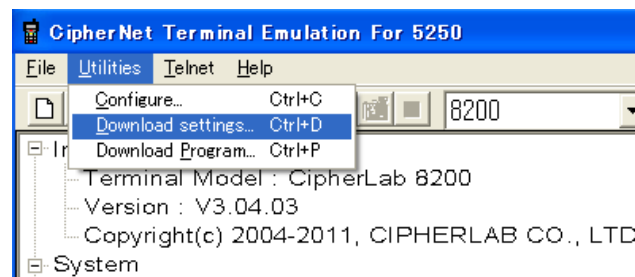 CipherNet Terminal Emulation For 5250
File Utilities Telnet Help
Configure... Ctrl+C
8200
Download settings... Ctrl+D
Download Program... Ctrl+P
Terminal Model : CipherLab 8200
Version : V3.04.03
Copyright(c) 2004-2011, CIPHERLAB CO., LTD
System